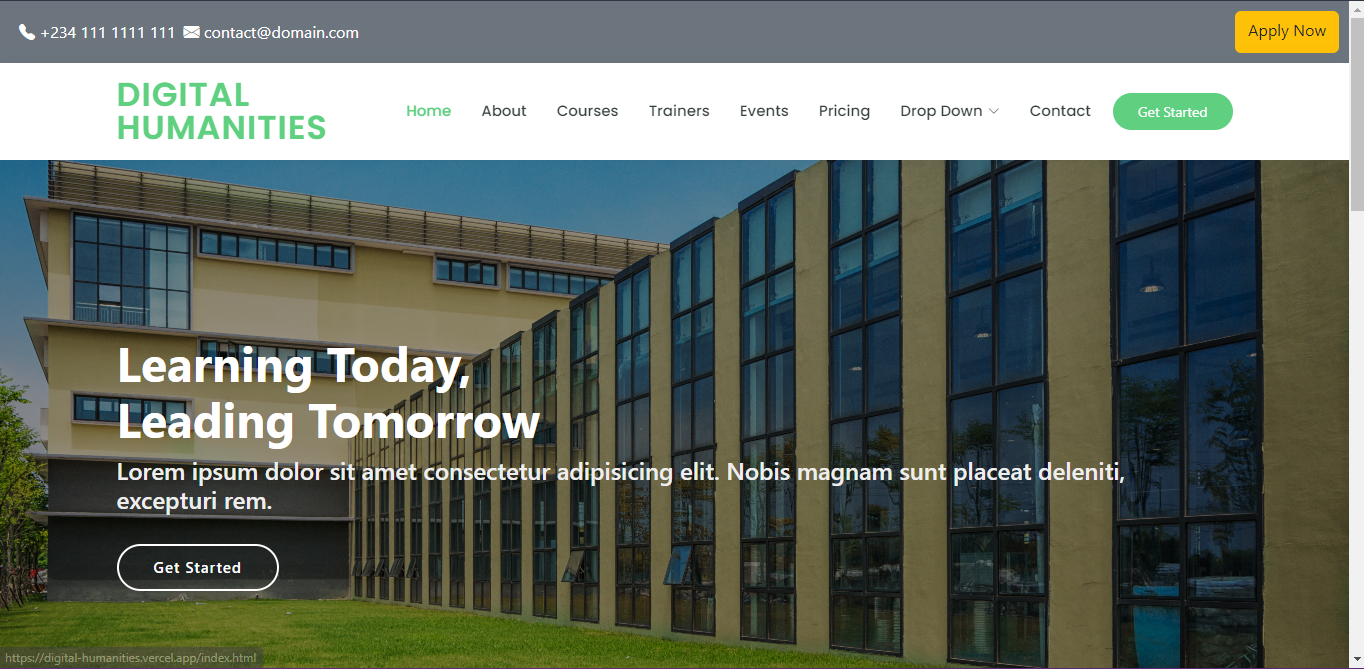 +234 111 1111 111 contact@domain.com
Apply Now
DIGITAL
HUMANITIES
Home About Courses Trainers Events Pricing Drop Down Contact Get Started
Learning Today,
Leading Tomorrow
Lorem ipsum dolor sit amet consectetur adipisicing elit. Nobis magnam sunt placeat deleniti,
excepturi rem.
Get Started
https://digital-humanities.vercel.app/index.html